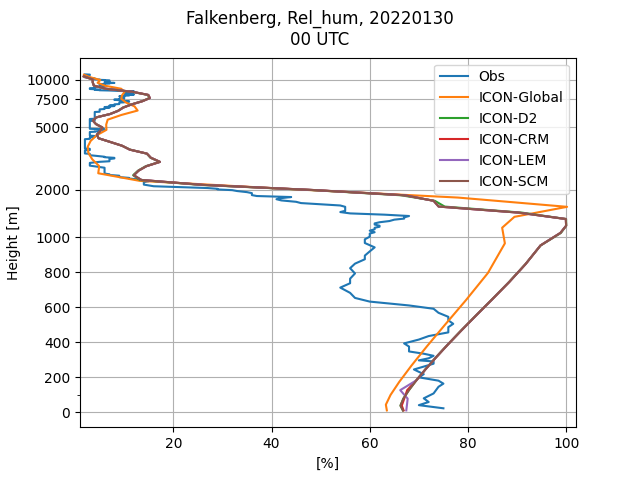 Falkenberg, Rel_hum, 20220130
00 UTC
Obs
ICON-Global
ICON-D2
ICON-CRM
ICON-LEM
ICON-SCM
10000
7500
5000
2000
1000
800
600
400
200
0
Height [m]
20
40
60
80
100
[%]